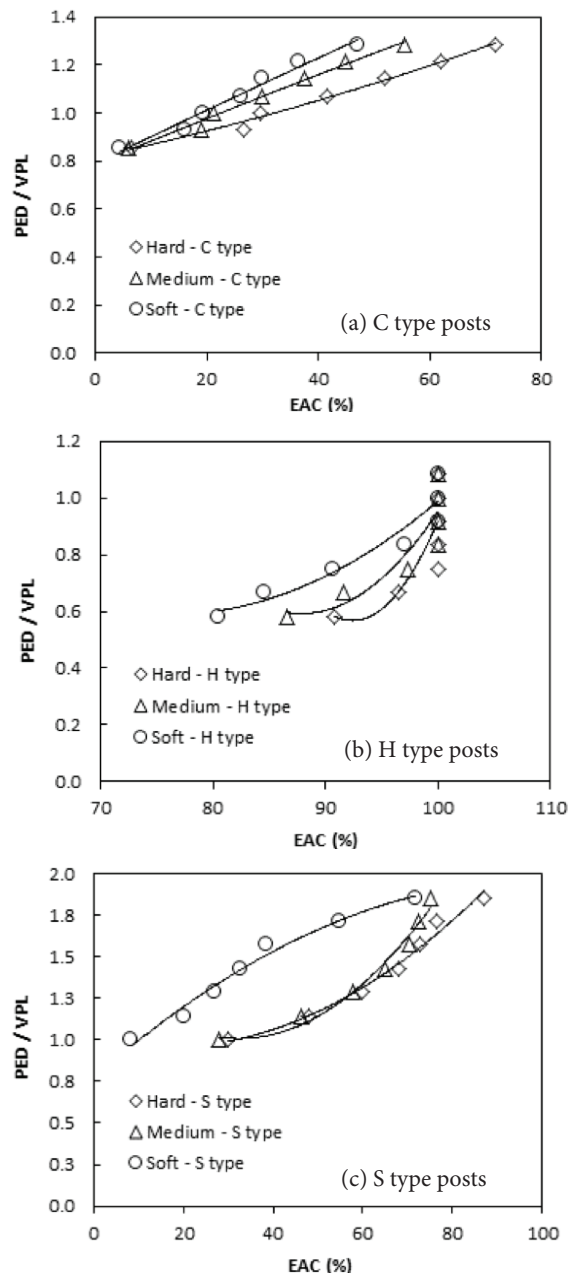 1.4
1.2
1.0
0.8
0.6
0.4
0.2
0.0
PED / VPL
Hard - C type
Medium - C type
Soft - C type
(a) C type posts
0 20 40 60 80
EAC (%)
1.2
1.0
0.8
0.6
0.4
0.2
0.0
PED / VPL
Hard - H type
Medium - H type
Soft - H type
(b) H type posts
70 80 90 100 110
EAC (%)
2.0
1.8
1.5
1.3
1.0
0.8
0.5
0.3
0.0
PED / VPL
Hard - S type
Medium - S type
Soft - S type
(c) S type posts
0 20 40 60 80 100
EAC (%)